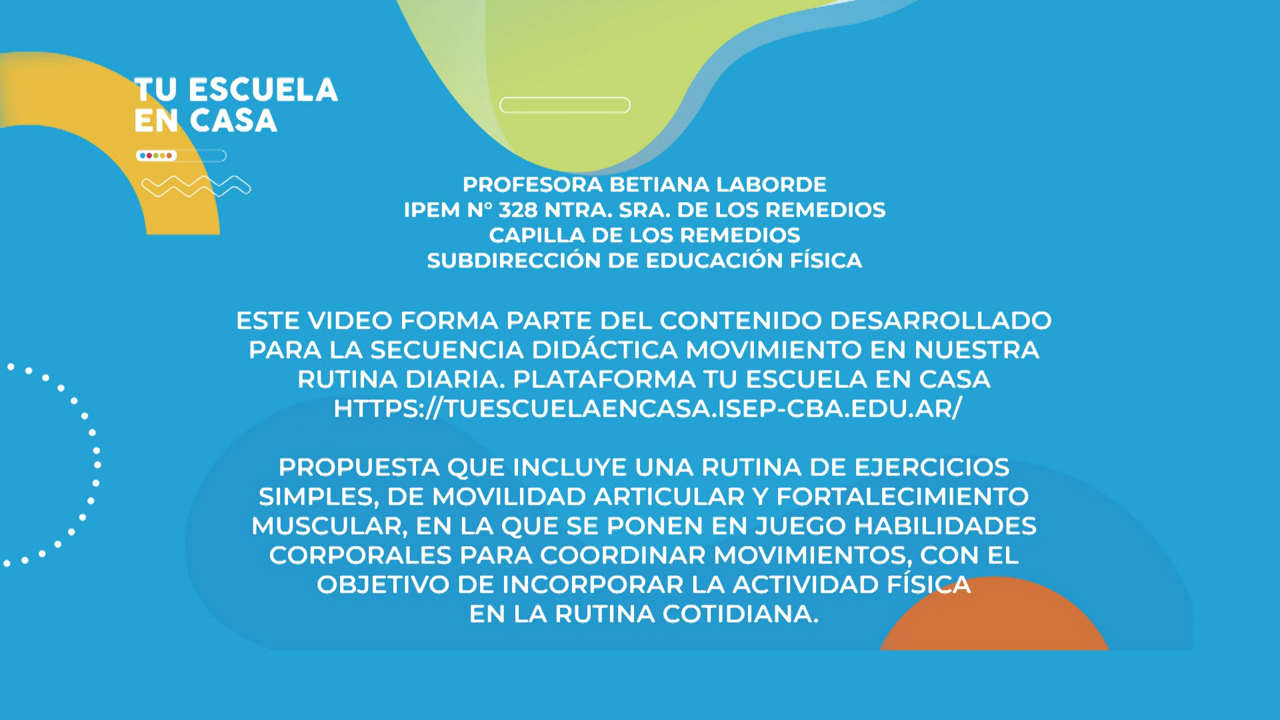 TU ESCUELA
EN CASA
PROFESORA BETIANA LABORDE
IPEM N° 328 NTRA. SRA. DE LOS REMEDIOS
CAPILLA DE LOS REMEDIOS
SUBDIRECCIÓN DE EDUCACIÓN FÍSICA
ESTE VIDEO FORMA PARTE DEL CONTENIDO DESARROLLADO
PARA LA SECUENCIA DIDÁCTICA MOVIMIENTO EN NUESTRA
RUTINA DIARIA. PLATAFORMA TU ESCUELA EN CASA
HTTPS://TUESCUELAENCASA.ISEP-CBA.EDU.AR/
PROPUESTA QUE INCLUYE UNA RUTINA DE EJERCICIOS
SIMPLES, DE MOVILIDAD ARTICULAR Y FORTALECIMIENTO
MUSCULAR, EN LA QUE SE PONEN EN JUEGO HABILIDADES
CORPORALES PARA COORDINAR MOVIMIENTOS, CON EL
OBJETIVO DE INCORPORAR LA ACTIVIDAD FÍSICA
EN LA RUTINA COTIDIANA.